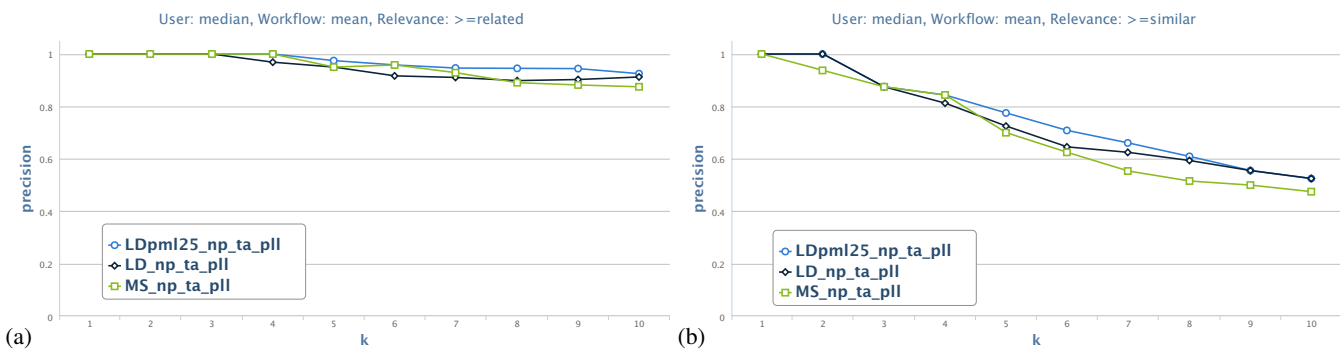 User: median, Workflow: mean, Relevance: >=related
precision
1
0.8
0.6
0.4
0.2
0
LDpml25_np_ta_pll
LD_np_ta_pll
MS_np_ta_pll
1 2 3 4 5 6 7 8 9 10
k
(a)
User: median, Workflow: mean, Relevance: >=similar
precision
1
0.8
0.6
0.4
0.2
0
LDpml25_np_ta_pll
LD_np_ta_pll
MS_np_ta_pll
1 2 3 4 5 6 7 8 9 10
k
(b)